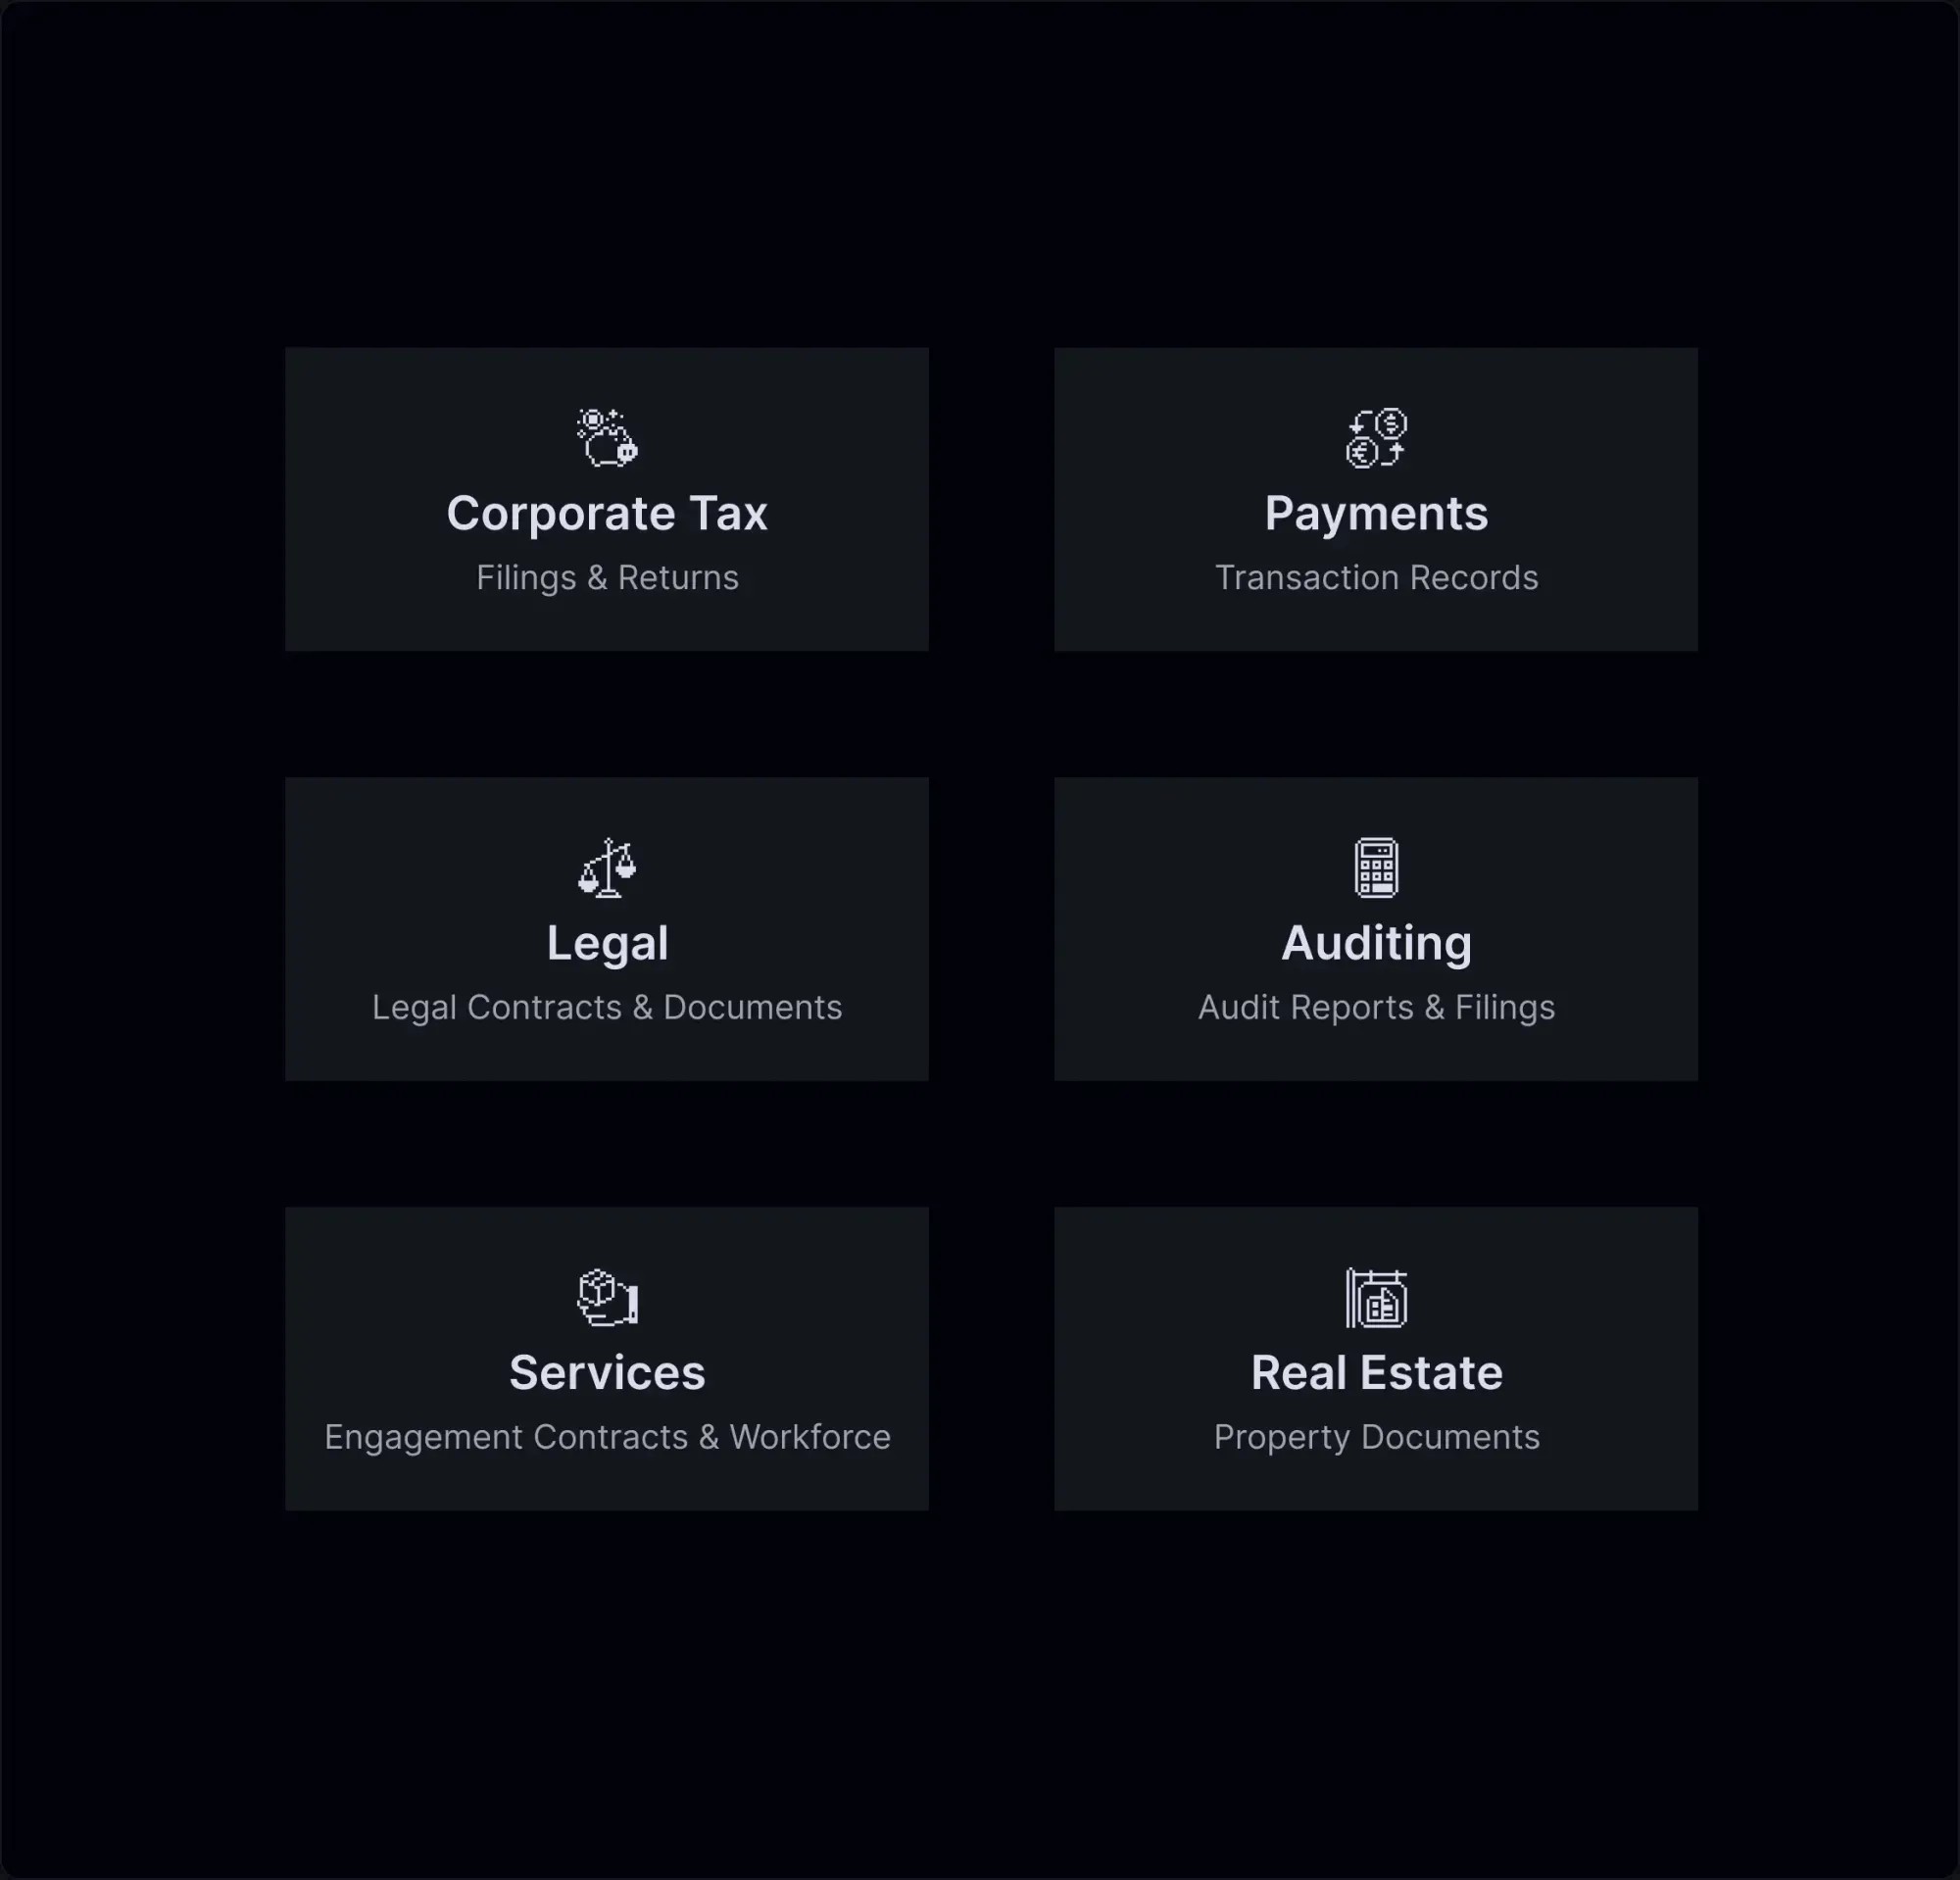 Corporate Tax
Filings & Returns
Payments
Transaction Records
Legal
Legal Contracts & Documents
Auditing
Audit Reports & Filings
Services
Engagement Contracts & Workforce
Real Estate
Property Documents